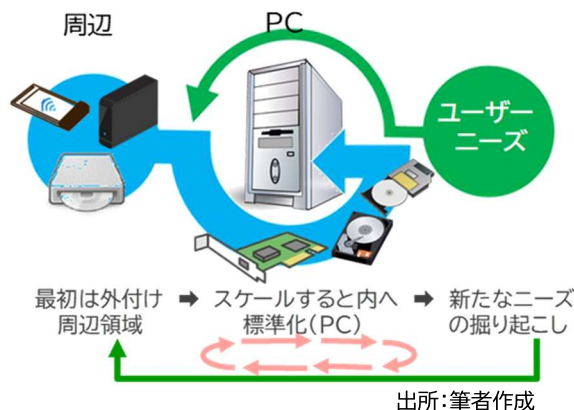 周辺
PC
ユーザー
ニーズ
最初は外付け ➡ スケールすると内へ ➡ 新たなニーズ
周辺領域 標準化(PC) の掘り起こし
出所:筆者作成